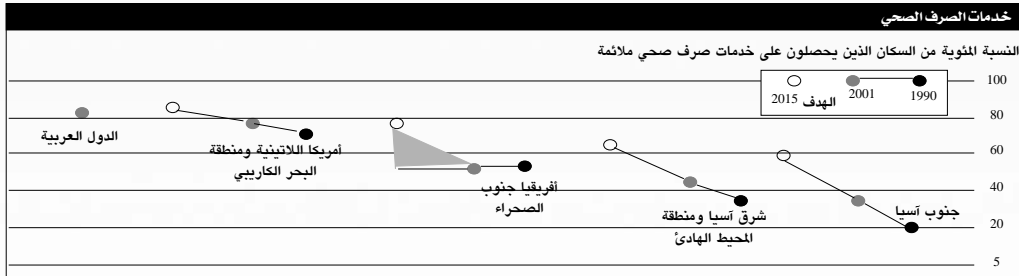 خدمات الصرف الصحي
النسبة المئوية من السكان الذين يحصلون على خدمات صرف صحي ملائمة
1990
2001
الهدف 2015
100
80
60
40
20
5
جنوب آسيا
شرق آسيا ومنطقة
المحيط الهادئ
أفريقيا جنوب
الصحراء
أمريكا اللاتينية ومنطقة
البحر الكاريبي
الدول العربية